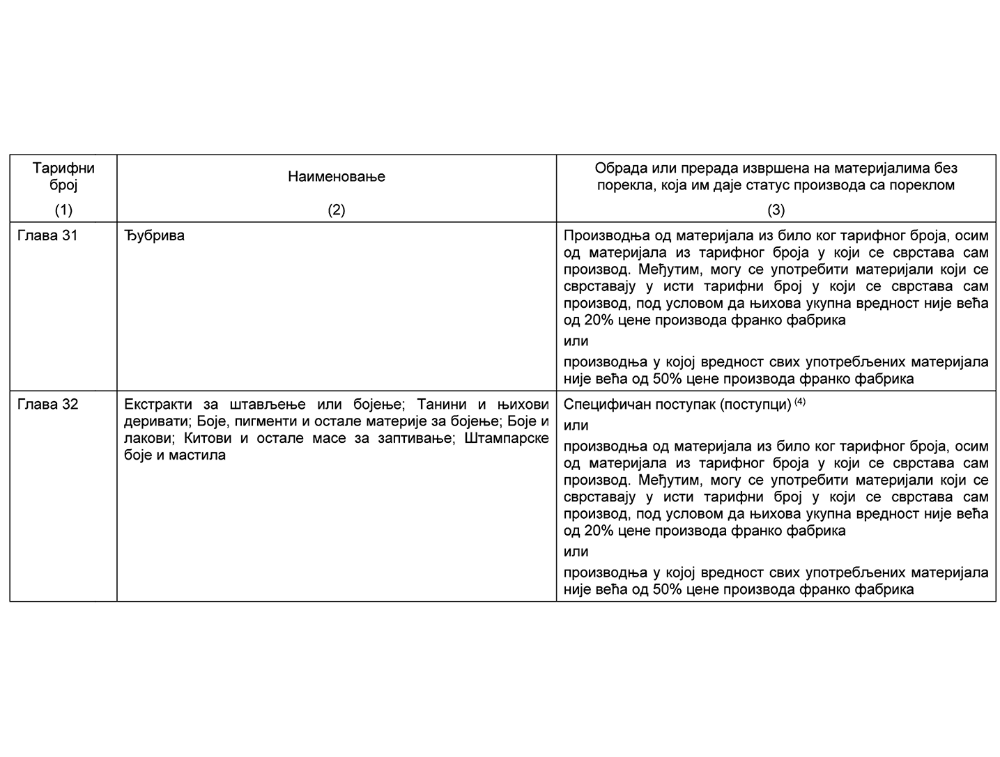 Тарифни
број
(1)
Наименовање
(2)
Обрада или прерада извршена на материјалима без
порекла, која им даје статус производа са пореклом
(3)
Глава 31
Ђубрива
Производња од материјала из било ког тарифног броја, осим
од материјала из тарифног броја у који се сврстава сам
производ. Међутим, могу се употребити материјали који се
сврставају у исти тарифни број у који се сврстава сам
производ, под условом да њихова укупна вредност није већа
од 20% цене производа франко фабрика
или
производња у којој вредност свих употребљених материјала
није већа од 50% цене производа франко фабрика
Глава 32
Екстракти за штављење или бојење; Танини и њихови
деривати; Боје, пигменти и остале материје за бојење; Боје и
лакови; Китови и остале масе за заптивање; Штампарске
боје и мастила
Специфичан поступак (поступци) (4)
или
производња од материјала из било ког тарифног броја, осим
од материјала из тарифног броја у који се сврстава сам
производ. Међутим, могу се употребити материјали који се
сврставају у исти тарифни број у који се сврстава сам
производ, под условом да њихова укупна вредност није већа
од 20% цене производа франко фабрика
или
производња у којој вредност свих употребљених материјала
није већа од 50% цене производа франко фабрика